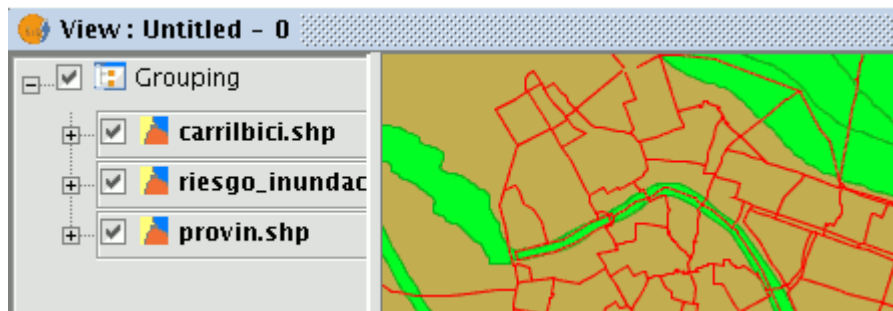 View : Untitled - 0
Grouping
carrilbici.shp
riesgo_inundac
provin.shp